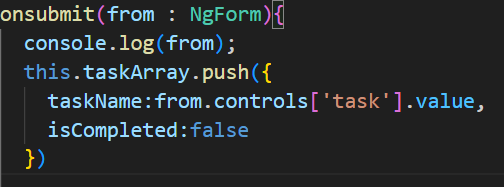 onsubmit(from : NgForm){
console.log(from);
this.taskArray.push({
taskName:from.controls['task'].value,
isCompleted:false
})